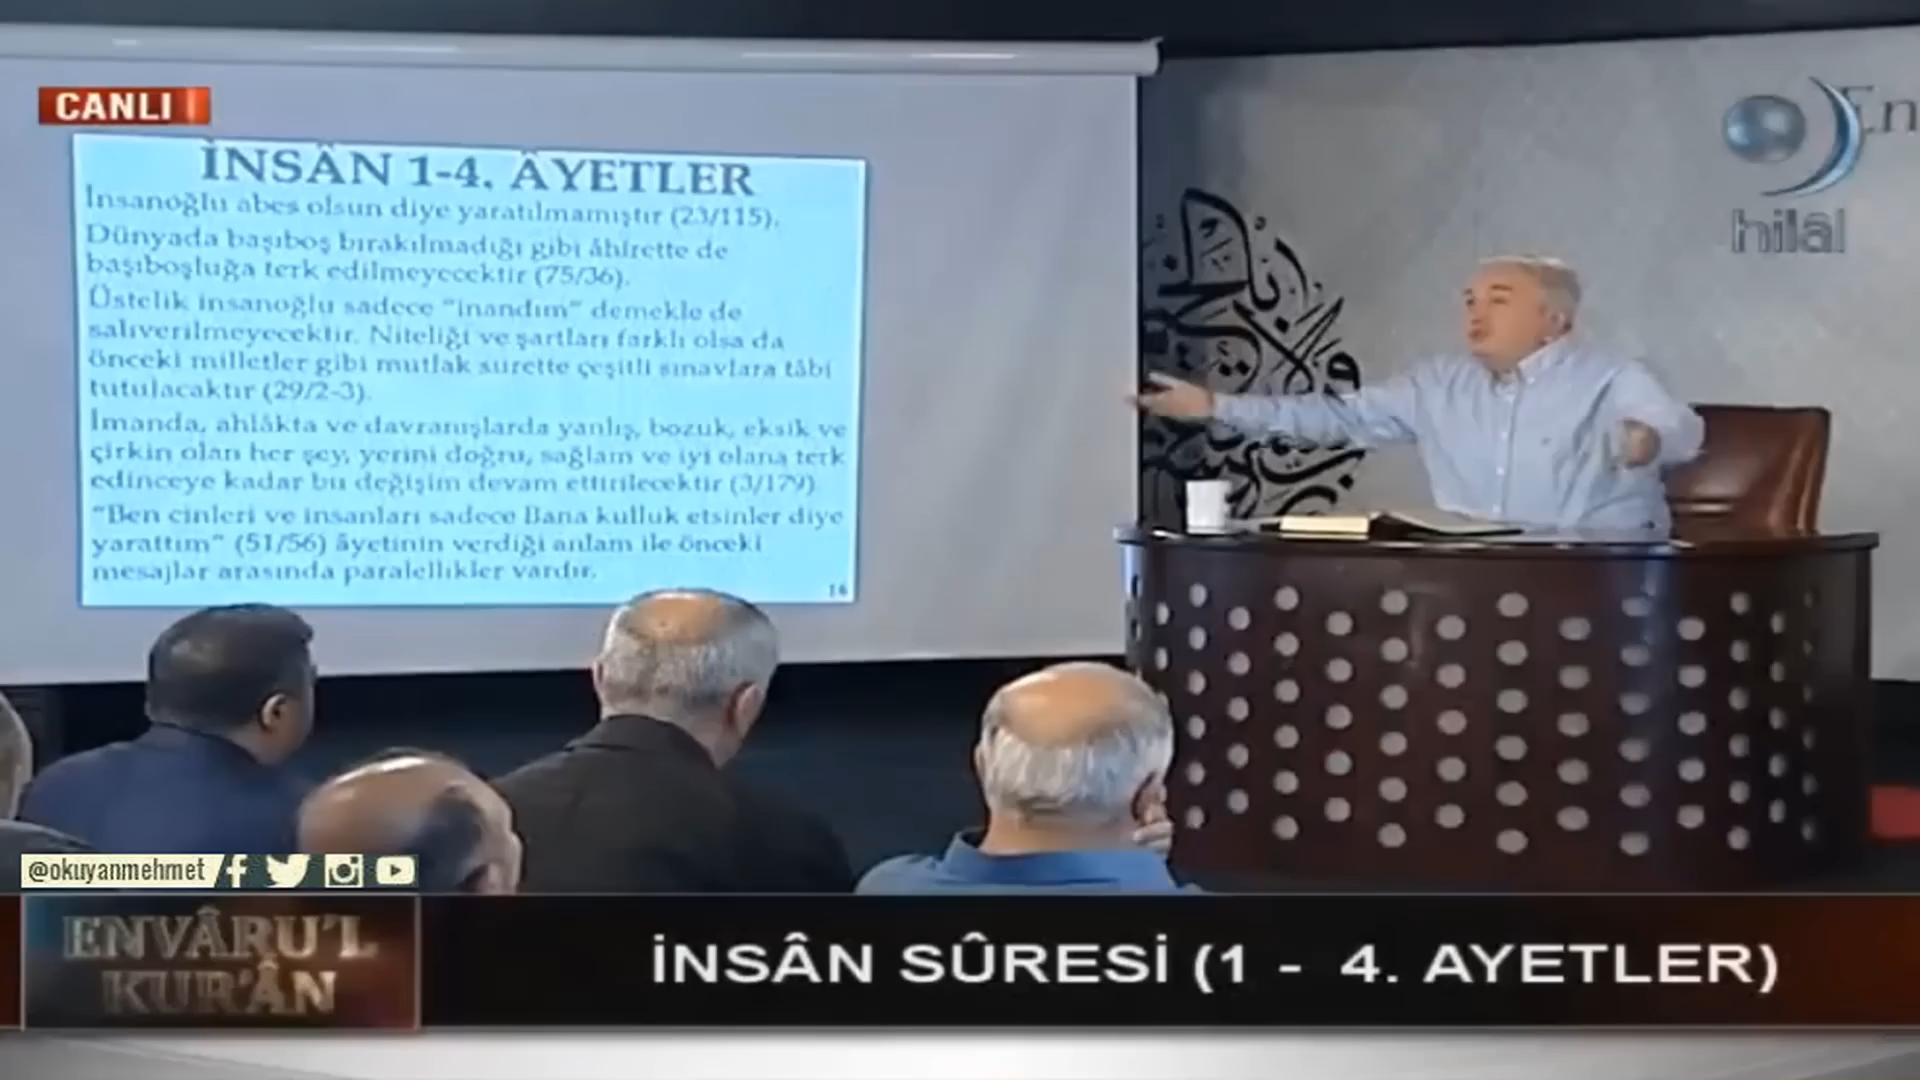 CANLI
İNSÂN 1-4. ÂYETLER
İnsanoğlu abes olsun diye yaratılmamıştır (23/115).
Dünyada başıboş bırakılmadığı gibi âhirette de
başıboşluğa terk edilmeyecektir (75/36).
Üstelik insanoğlu sadece "inandım" demekle de
salıverilmeyecektir. Niteliği ve şartları farklı olsa da
önceki milletler gibi mutlak surette çeşitli sınavlara tâbi
tutulacaktır (29/2-3).
İmanda, ahlâkta ve davranışlarda yanlış, bozuk, eksik ve
çirkin olan her şey, yerini doğru, sağlam ve iyi olana terk
edinceye kadar bu değişim devam ettirilecektir (3/179)
"Ben cinleri ve insanları sadece Bana kulluk etsinler diye
yarattım" (51/56) âyetinin verdiği anlam ile önceki
mesajlar arasında paralellikler vardır.
16
En
hilal
@okuyanmehmet
ENVÂRU'L
KUR'ÂN
İNSÂN SÛRESİ (1 - 4. AYETLER)